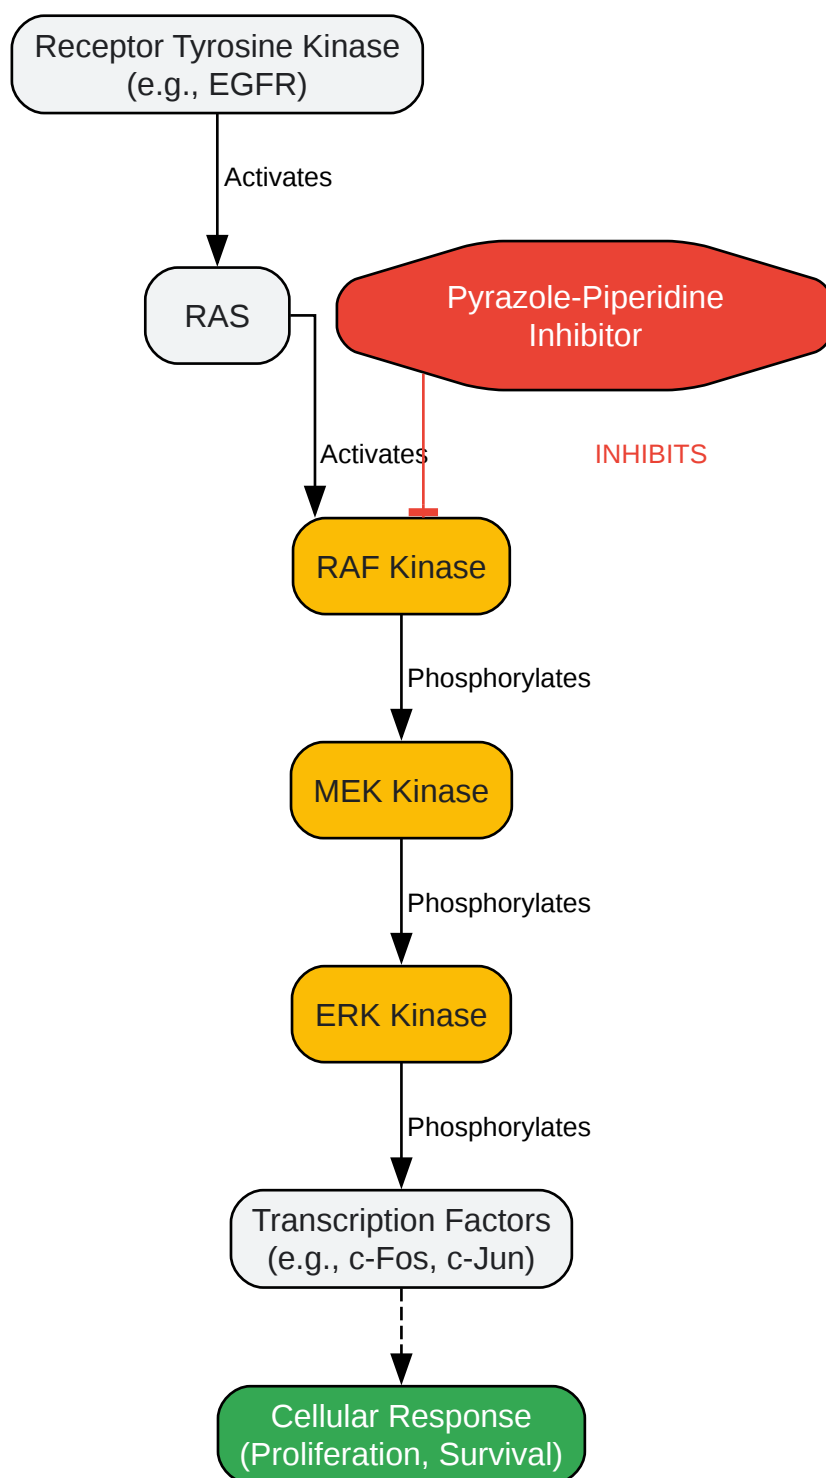 Receptor Tyrosine Kinase
(e.g., EGFR)
Activates
RAS
Pyrazole-Piperidine
Inhibitor
Activates
INHIBITS
RAF Kinase
Phosphorylates
MEK Kinase
Phosphorylates
ERK Kinase
Phosphorylates
Transcription Factors
(e.g., c-Fos, c-Jun)
Cellular Response
(Proliferation, Survival)